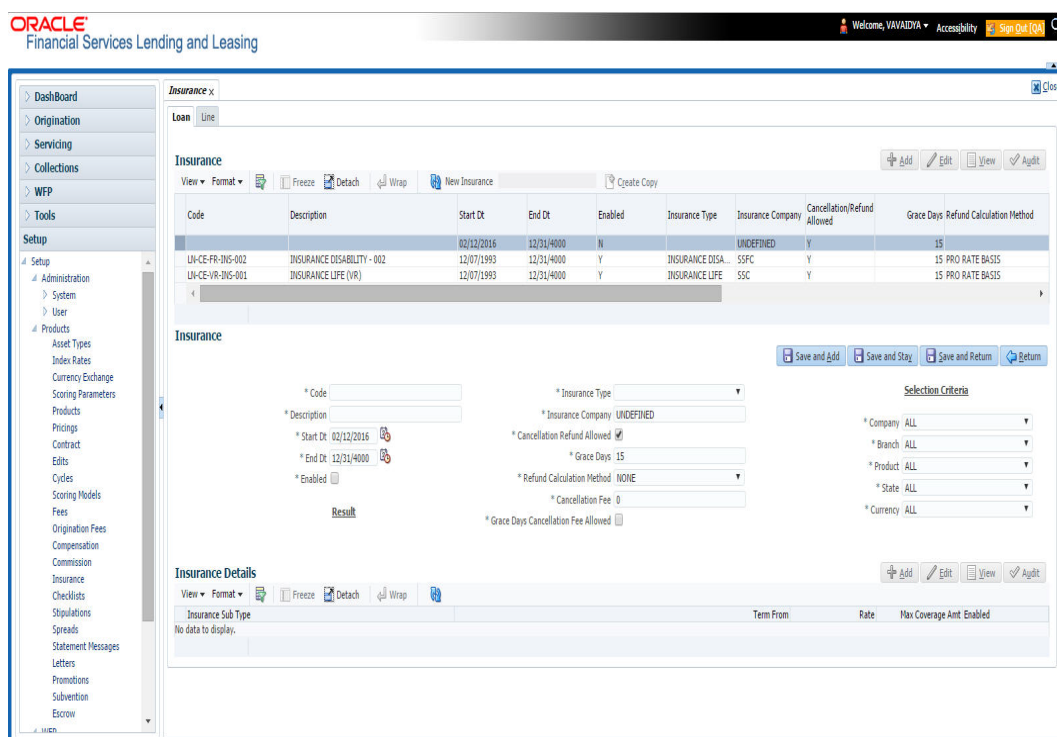 ORACLE
Financial Services Lending and Leasing
Welcome, VAVAIDYA Accessibility Sign Out [QA]
DashBoard
Origination
Servicing
Collections
WFP
Tools
Setup
Setup
Administration
System
User
Products
Asset Types
Index Rates
Currency Exchange
Scoring Parameters
Products
Pricings
Contract
Edits
Cycles
Scoring Models
Fees
Origination Fees
Compensation
Commission
Insurance
Checklists
Stipulations
Spreads
Statement Messages
Letters
Promotions
Subvention
Escrow
WFP
Insurance x
Clos
Loan Line
Insurance
Add Edit View Audit
View Format Freeze Detach Wrap New Insurance Create Copy
Code Description Start Dt End Dt Enabled Insurance Type Insurance Company Cancellation/Refund Allowed Grace Days Refund Calculation Method
02/12/2016 12/31/4000 N UNDEFINED Y 15
LN-CE-FR-INS-002 INSURANCE DISABILITY - 002 12/07/1993 12/31/4000 Y INSURANCE DISA... SSFC Y 15 PRO RATE BASIS
LN-CE-VR-INS-001 INSURANCE LIFE (VR) 12/07/1993 12/31/4000 Y INSURANCE LIFE SSC Y 15 PRO RATE BASIS
Insurance
Save and Add Save and Stay Save and Return Return
* Code
* Description
* Start Dt 02/12/2016
* End Dt 12/31/4000
* Enabled
Result
* Insurance Type
* Insurance Company UNDEFINED
* Cancellation Refund Allowed
* Grace Days 15
* Refund Calculation Method NONE
* Cancellation Fee 0
* Grace Days Cancellation Fee Allowed
Selection Criteria
* Company ALL
* Branch ALL
* Product ALL
* State ALL
* Currency ALL
Insurance Details
Add Edit View Audit
View Format Freeze Detach Wrap
Insurance Sub Type Term From Rate Max Coverage Amt Enabled
No data to display.